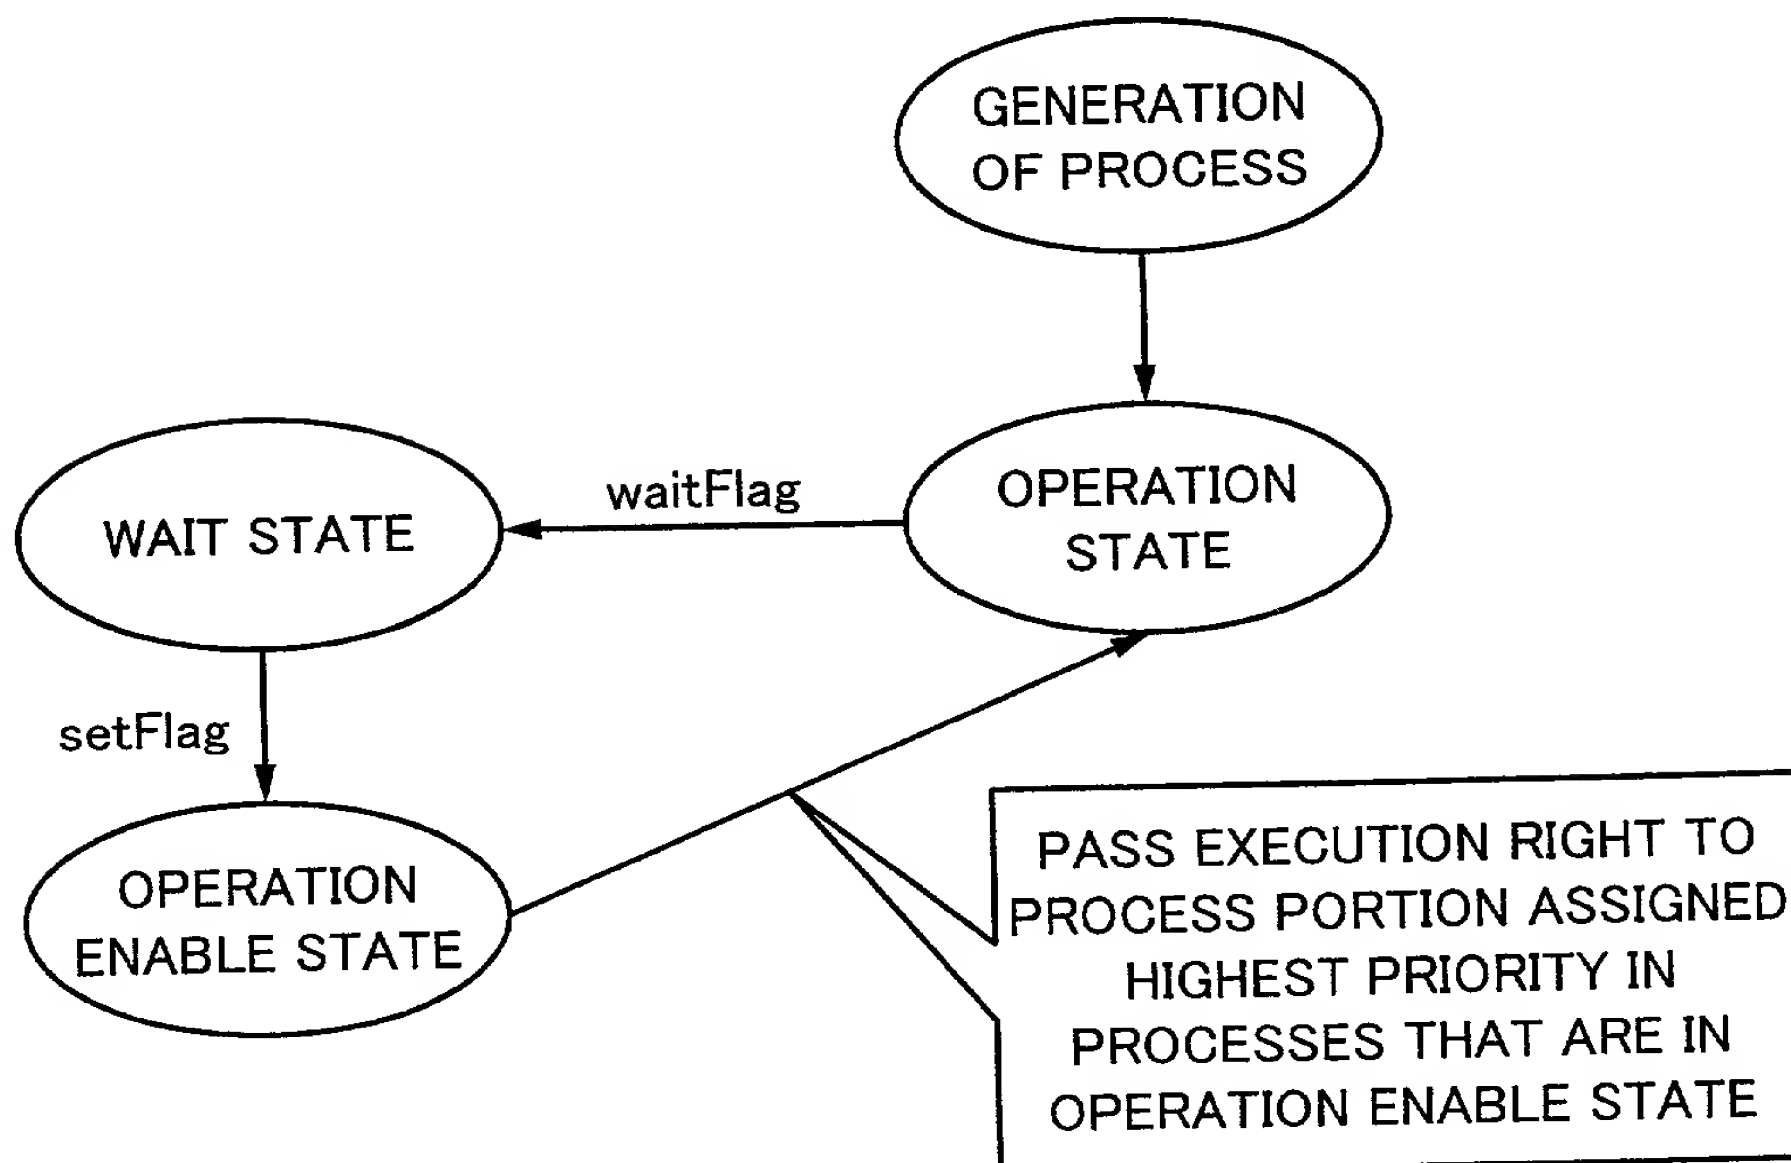 GENERATION
OF PROCESS
waitFlag
OPERATION
STATE
WAIT STATE
setFlag
OPERATION
ENABLE STATE
PASS EXECUTION RIGHT TO
PROCESS PORTION ASSIGNED
HIGHEST PRIORITY IN
PROCESSES THAT ARE IN
OPERATION ENABLE STATE